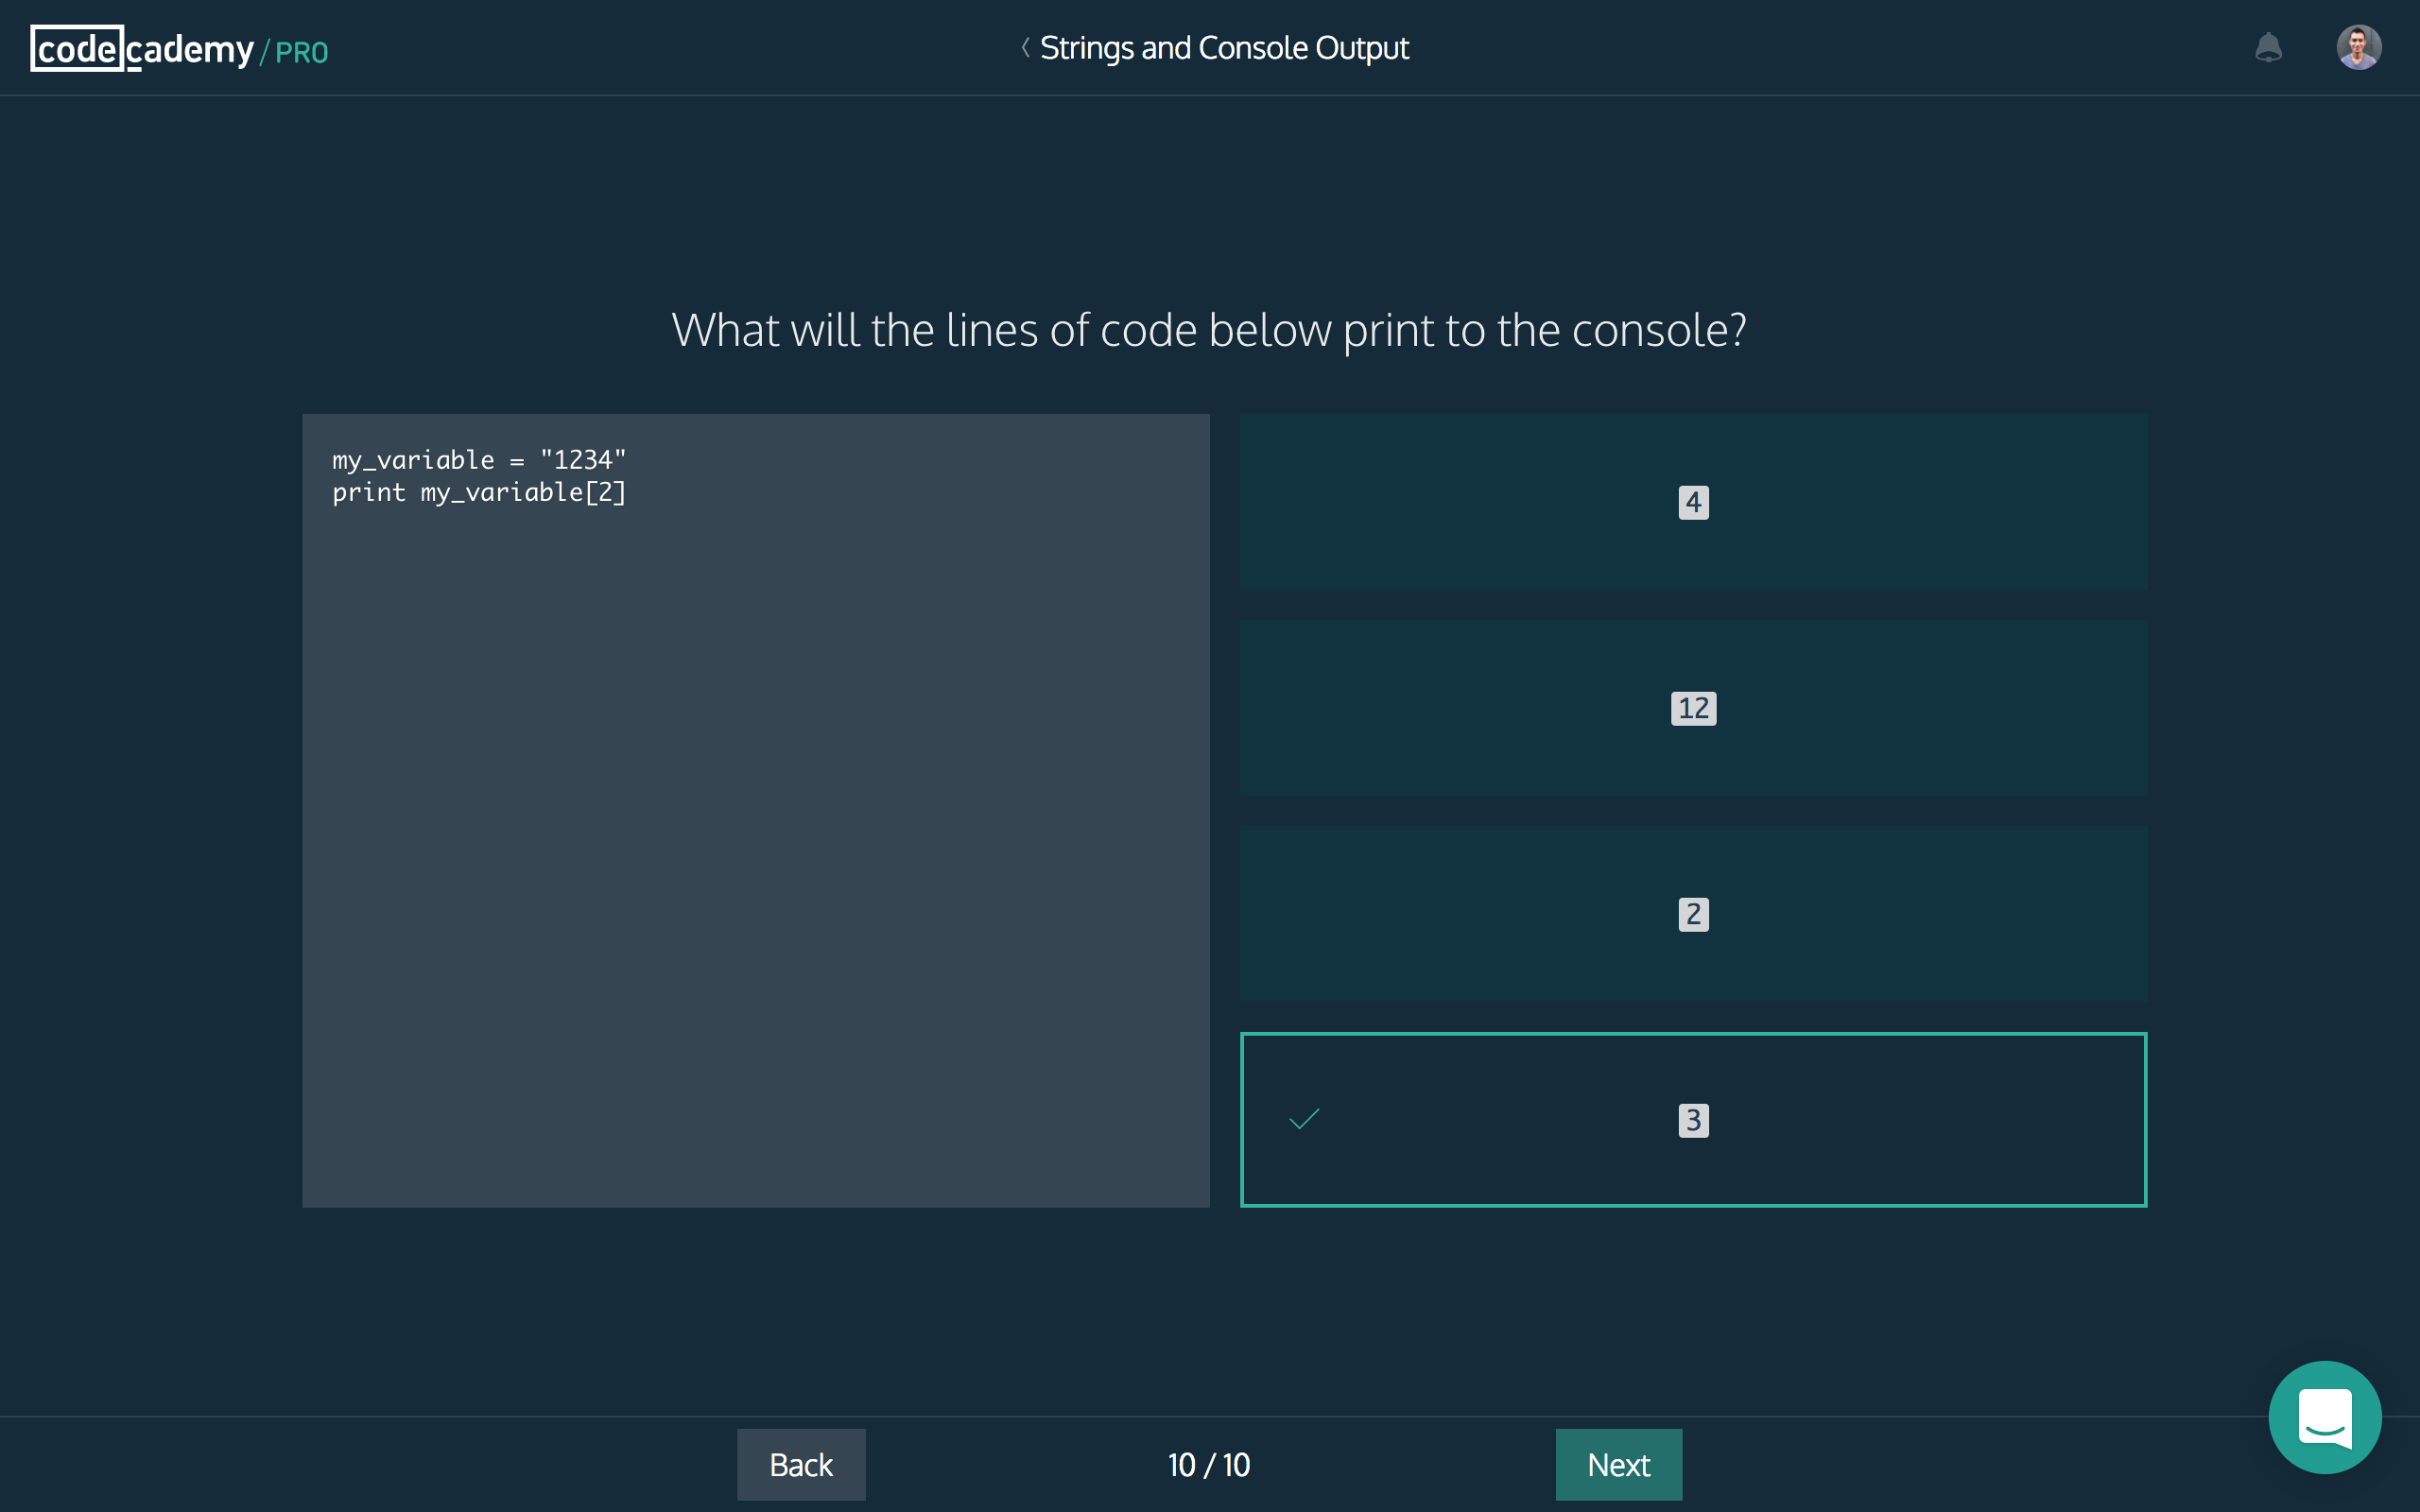 codecademy/PRO
Strings and Console Output
What will the lines of code below print to the console?
my_variable = "1234"
print my_variable[2]
4
12
2
3
Back
10 / 10
Next